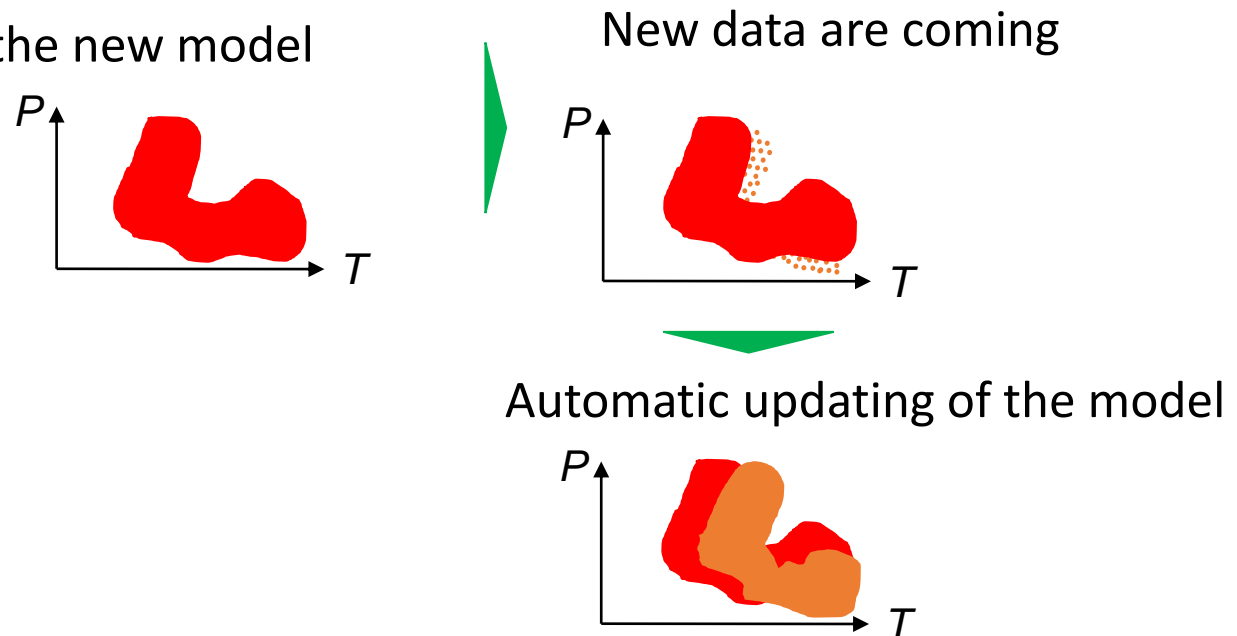 the new model
P
T
New data are coming
P
T
Automatic updating of the model
P
T